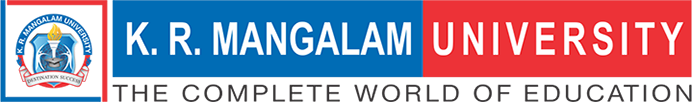 K. R. MANGALAM UNIVERSITY
DESTINATION SUCCESS
K. R. MANGALAM UNIVERSITY
THE COMPLETE WORLD OF EDUCATION